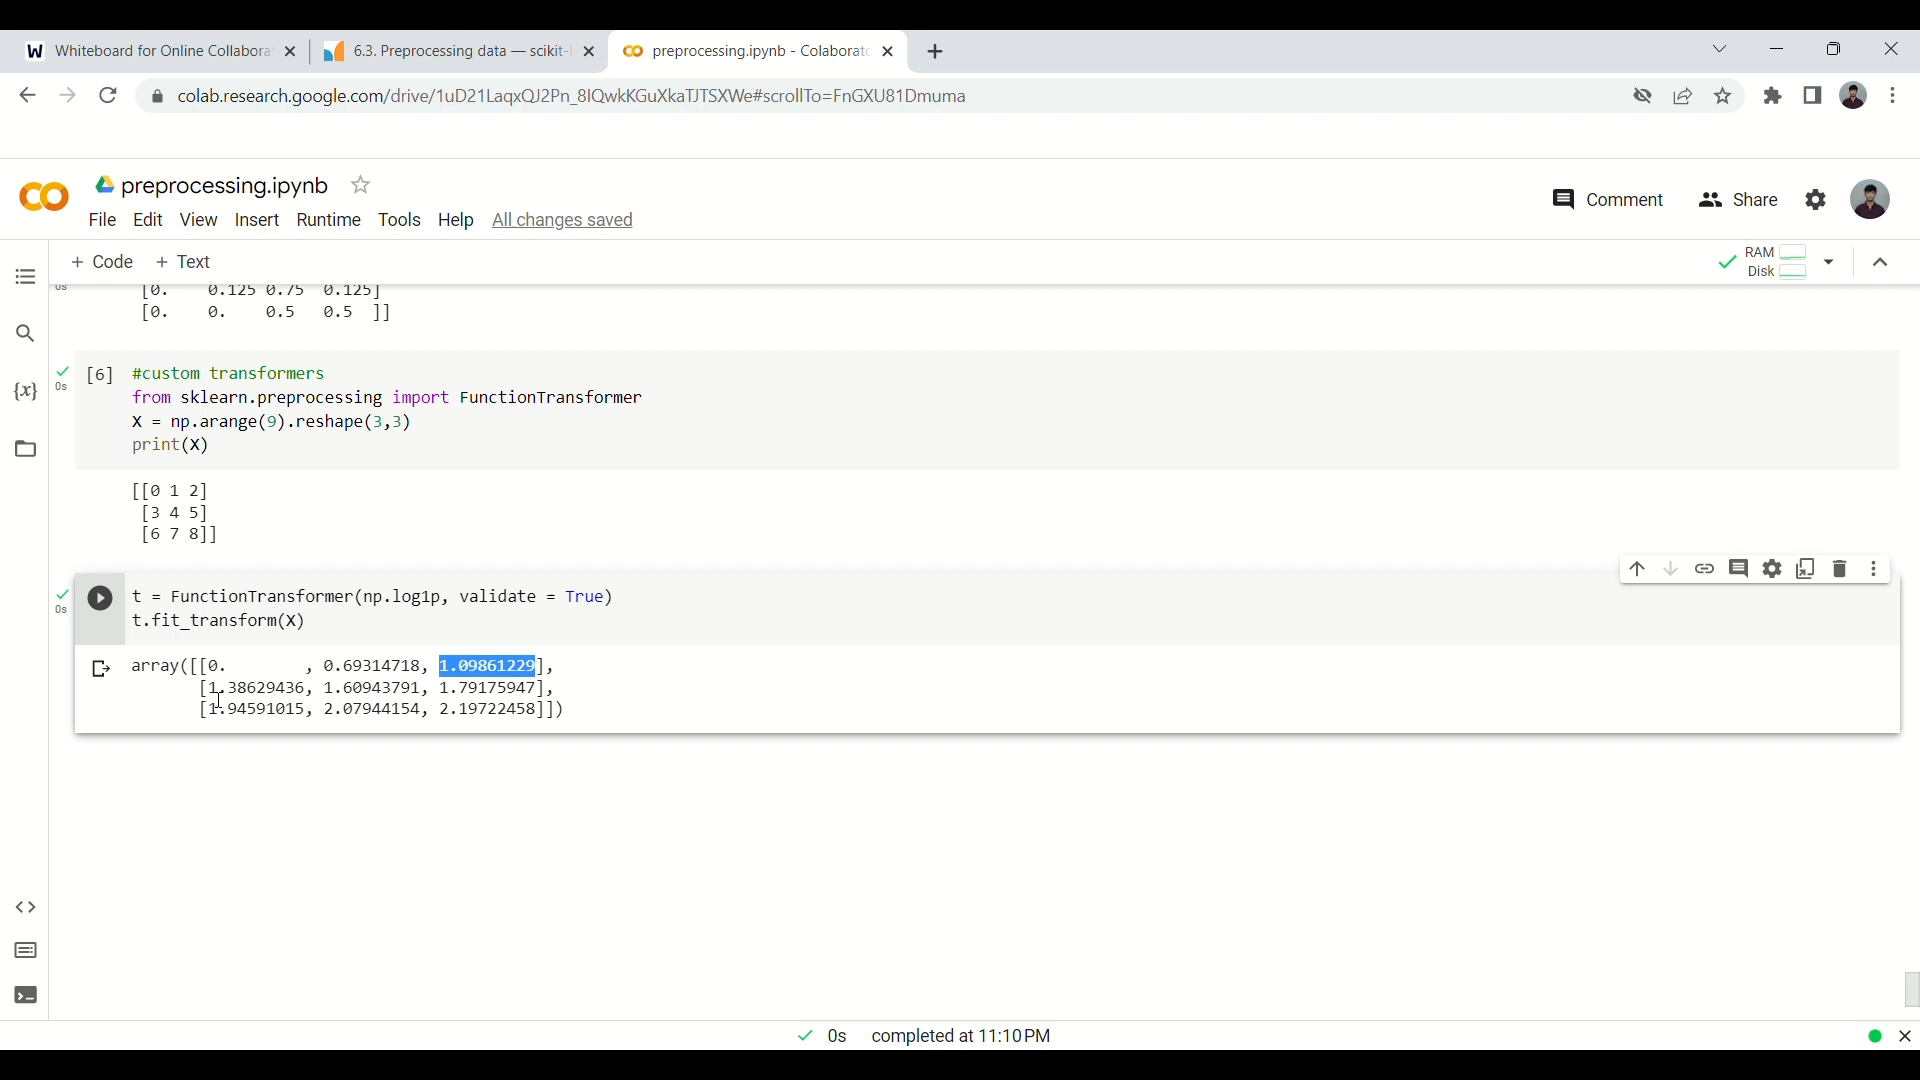 Whiteboard for Online Collabora
6.3. Preprocessing data — scikit-l
preprocessing.ipynb - Colaborato
colab.research.google.com/drive/1uD21LaqxQJ2Pn_8IQwkKGuXkaTJTSXWe#scrollTo=FnGXU81Dmuma
preprocessing.ipynb
Comment
Share
File Edit View Insert Runtime Tools Help All changes saved
+ Code + Text
RAM
Disk
0s
[0. 0.125 0.75 0.125]
[0. 0. 0.5 0.5 ]]
[6] #custom transformers
0s
from sklearn.preprocessing import FunctionTransformer
X = np.arange(9).reshape(3,3)
print(X)
[[0 1 2]
[3 4 5]
[6 7 8]]
t = FunctionTransformer(np.log1p, validate = True)
0s
t.fit_transform(X)
array([[0. , 0.69314718, 1.09861229],
[1.38629436, 1.60943791, 1.79175947],
[1.94591015, 2.07944154, 2.19722458]])
0s completed at 11:10 PM